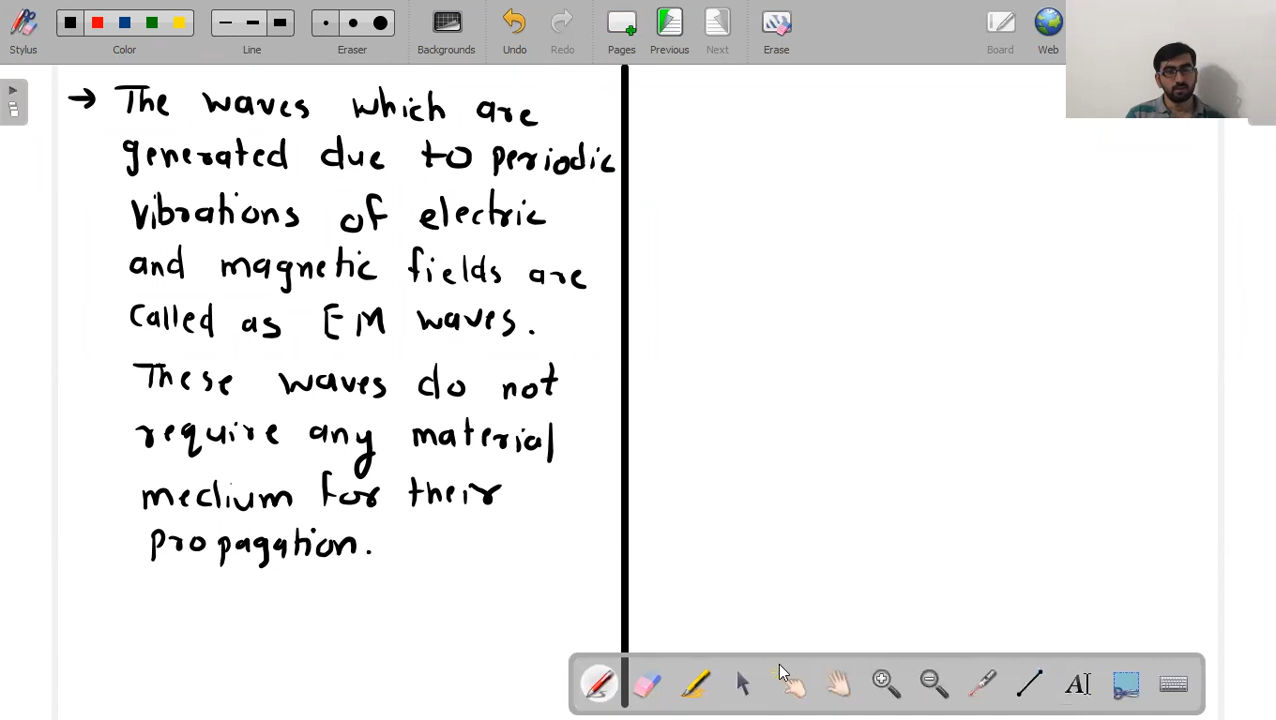 Stylus
Color
Line
Eraser
Backgrounds
Undo
Redo
Pages
Previous
Next
Erase
Board
Web
→ The waves which are
generated due to periodic
vibrations of electric
and magnetic fields are
called as EM waves.
These waves do not
require any material
medium for their
propagation.
A